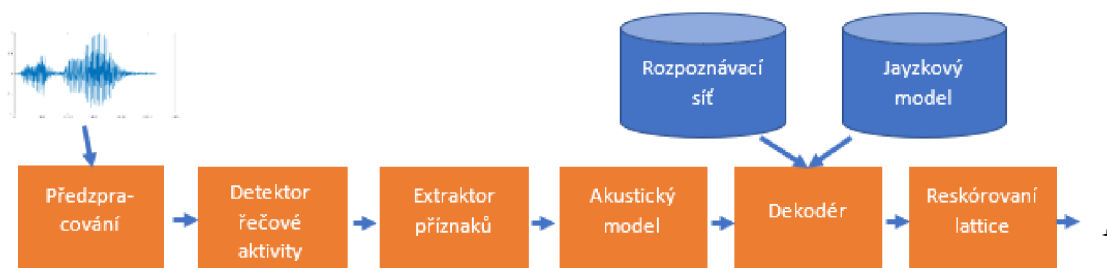 Rozpoznávací
síť
Jayzkový
model
Předzpra-
cování
Detektor
řečové
aktivity
Extraktor
příznaků
Akustický
model
Dekodér
Reskórovaní
lattice